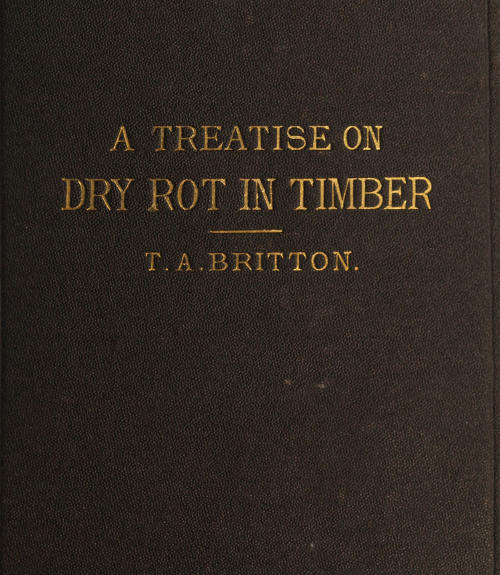 A TREATISE ON
DRY ROT IN TIMBER
T. A. BRITTON.